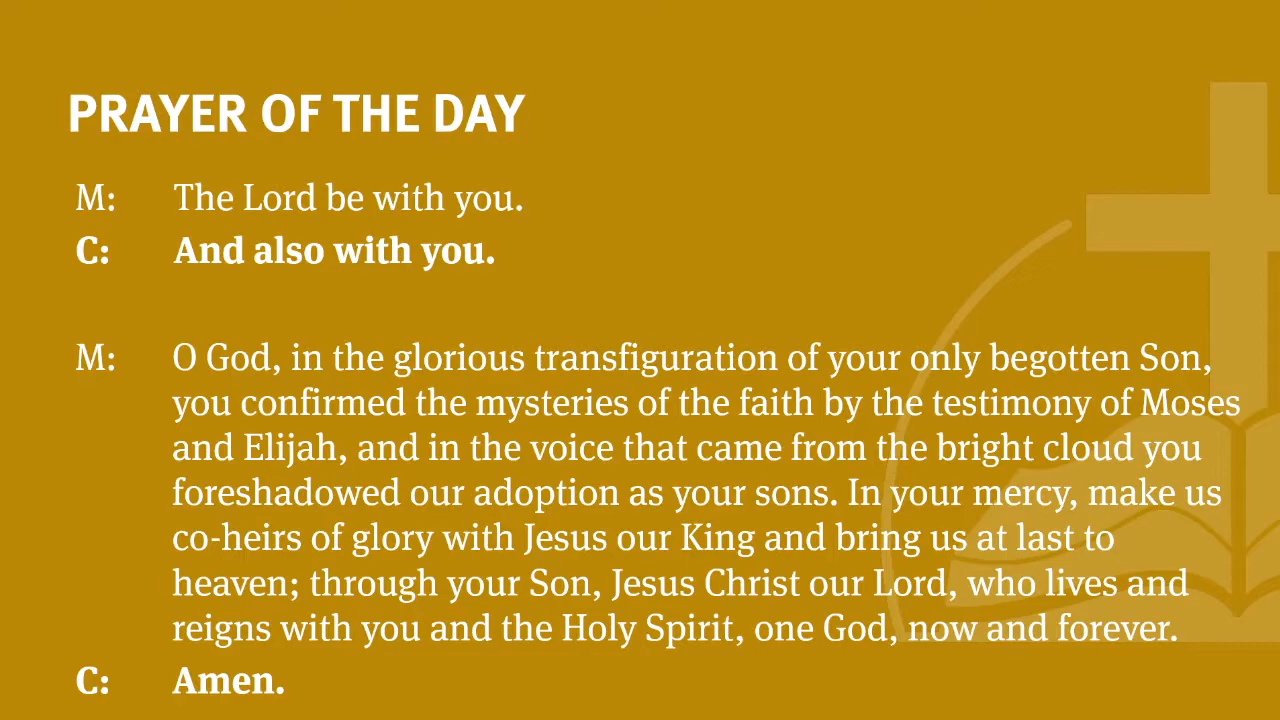 PRAYER OF THE DAY
M: The Lord be with you.
C: And also with you.
M: O God, in the glorious transfiguration of your only begotten Son,
you confirmed the mysteries of the faith by the testimony of Moses
and Elijah, and in the voice that came from the bright cloud you
foreshadowed our adoption as your sons. In your mercy, make us
co-heirs of glory with Jesus our King and bring us at last to
heaven; through your Son, Jesus Christ our Lord, who lives and
reigns with you and the Holy Spirit, one God, now and forever.
C: Amen.